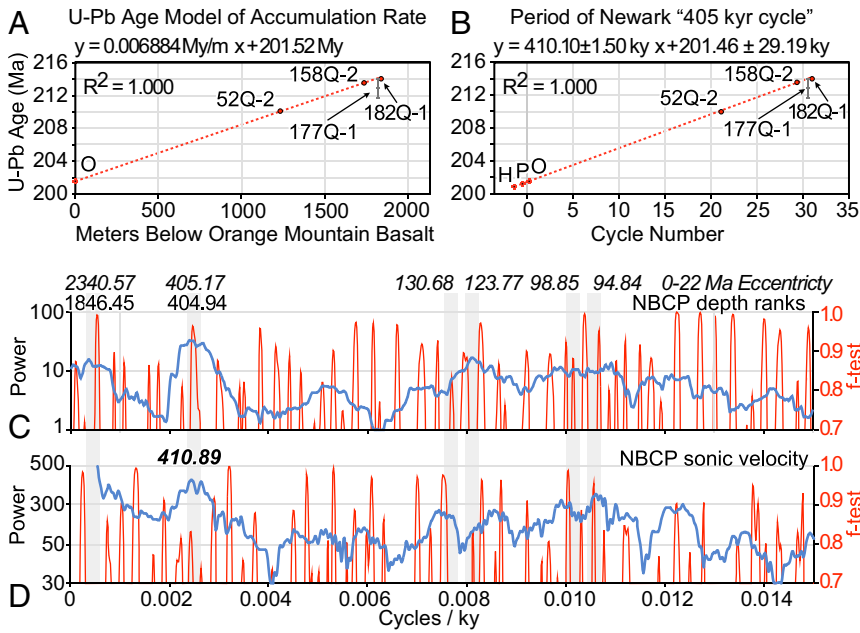 A
U-Pb Age Model of Accumulation Rate
y = 0.006884My/m x+201.52My
U-Pb Age (Ma)
216
212
208
204
200
R2 = 1.000
158Q-2
52Q-2
177Q-1
182Q-1
O
0
500
1000
1500
2000
Meters Below Orange Mountain Basalt
B
Period of Newark “405 kyr cycle”
y = 410.10±1.50 ky x+201.46 ± 29.19 ky
216
212
208
204
200
R2 = 1.000
158Q-2
52Q-2
177Q-1
182Q-1
H P O
0
5
10
15
20
25
30
35
Cycle Number
2340.57 405.17 130.68 123.77 98.85 94.84 0-22 Ma Eccentricty
1846.45 404.94 NBCP depth ranks
100
10
1
Power
1.0
0.9
0.8
0.7
f-test
C
410.89 NBCP sonic velocity
500
300
50
30
Power
1.0
0.9
0.8
0.7
f-test
D
0 0.002 0.004 0.006 0.008 0.010 0.012 0.014
Cycles / ky